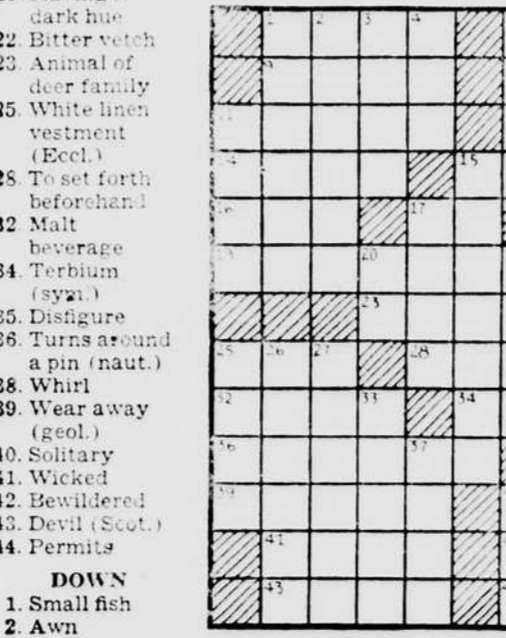 dark hue
22. Bitter vetch
23. Animal of
deer family
25. White linen
vestment
(Eccl.)
28. To set forth
beforehand
32. Malt
beverage
34. Terbium
(sym.)
35. Disfigure
36. Turns around
a pin (naut.)
38. Whirl
39. Wear away
(geol.)
40. Solitary
41. Wicked
42. Bewildered
43. Devil (Scot.)
44. Permits
DOWN
1. Small fish
2. Awn
1 2 3 4
9
11
14 15
16 17
19 20
23
25 26 27 28
32 33 34
36 37
39
41
43